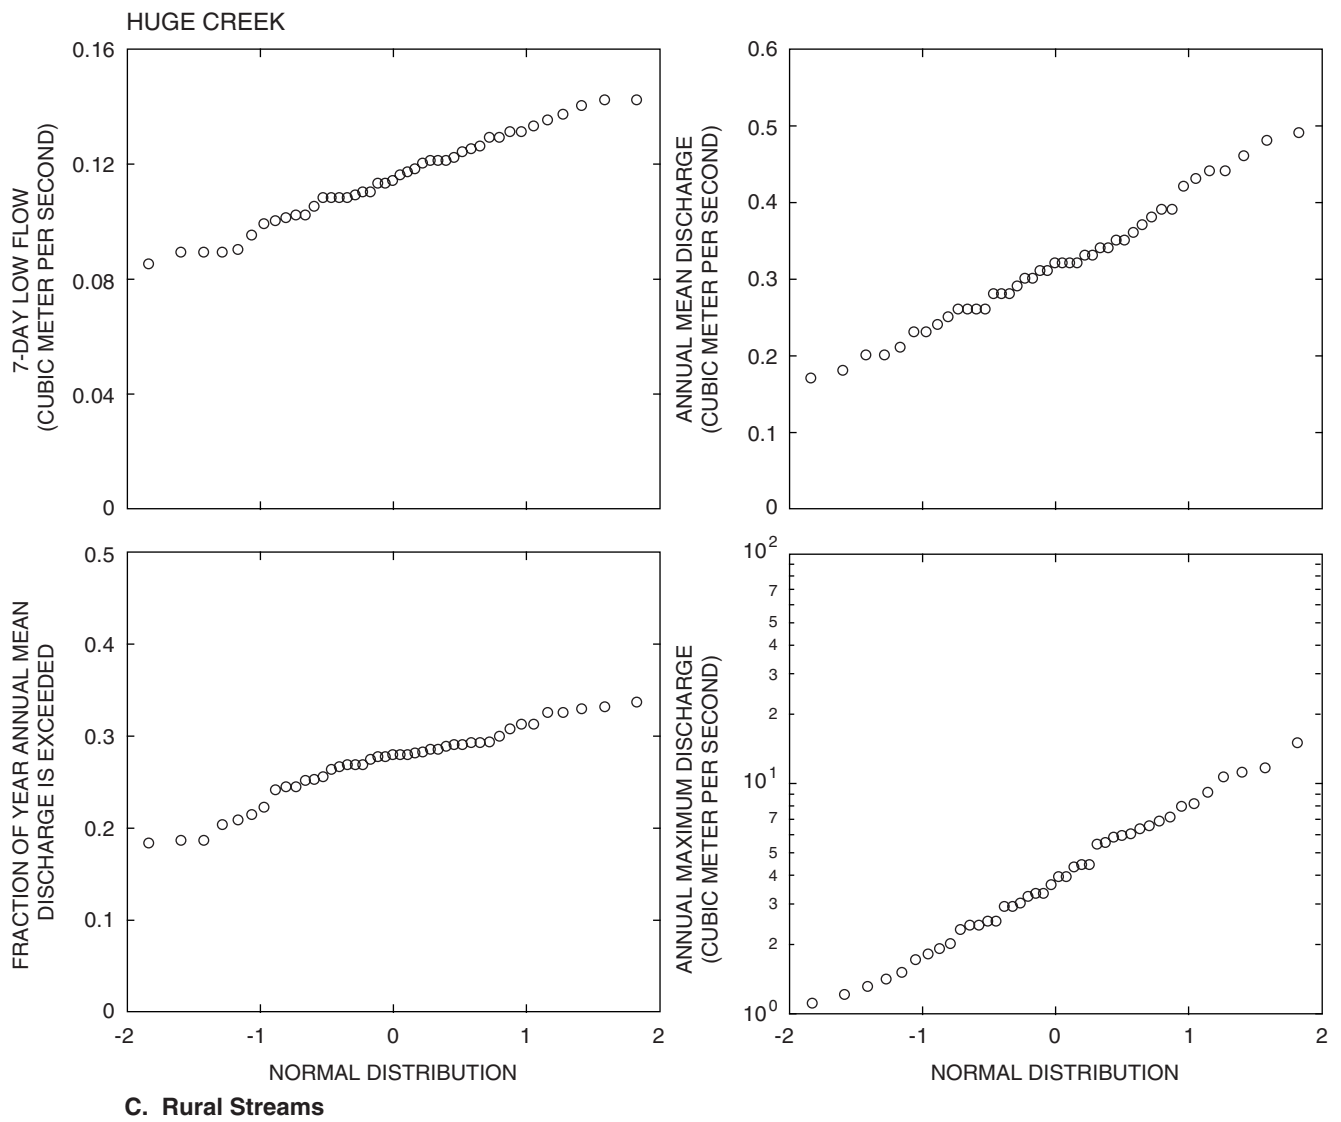 HUGE CREEK
7-DAY LOW FLOW
(CUBIC METER PER SECOND)
0.16
0.12
0.08
0.04
0
ANNUAL MEAN DISCHARGE
(CUBIC METER PER SECOND)
0.6
0.5
0.4
0.3
0.2
0.1
0
FRACTION OF YEAR ANNUAL MEAN
DISCHARGE IS EXCEEDED
0.5
0.4
0.3
0.2
0.1
0
-2 -1 0 1 2
NORMAL DISTRIBUTION
ANNUAL MAXIMUM DISCHARGE
(CUBIC METER PER SECOND)
10²
7
5
4
3
2
10¹
7
5
4
3
2
10⁰
-2 -1 0 1 2
NORMAL DISTRIBUTION
C. Rural Streams